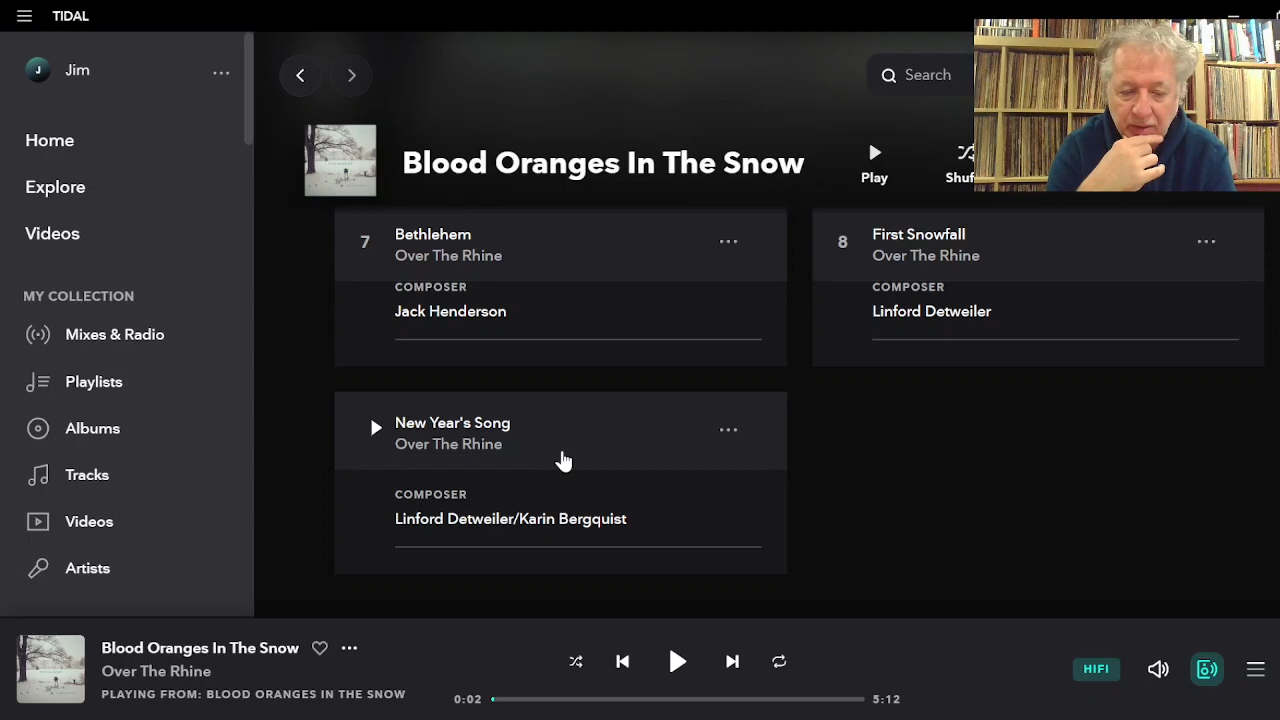 TIDAL
J
Jim
Search
Blood Oranges In The Snow
Play
Shuf
Home
Explore
Videos
MY COLLECTION
Mixes & Radio
Playlists
Albums
Tracks
Videos
Artists
7
Bethlehem
Over The Rhine
COMPOSER
Jack Henderson
8
First Snowfall
Over The Rhine
COMPOSER
Linford Detweiler
New Year's Song
Over The Rhine
COMPOSER
Linford Detweiler/Karin Bergquist
Blood Oranges In The Snow
Over The Rhine
PLAYING FROM: BLOOD ORANGES IN THE SNOW
0:02
5:12
HIFI